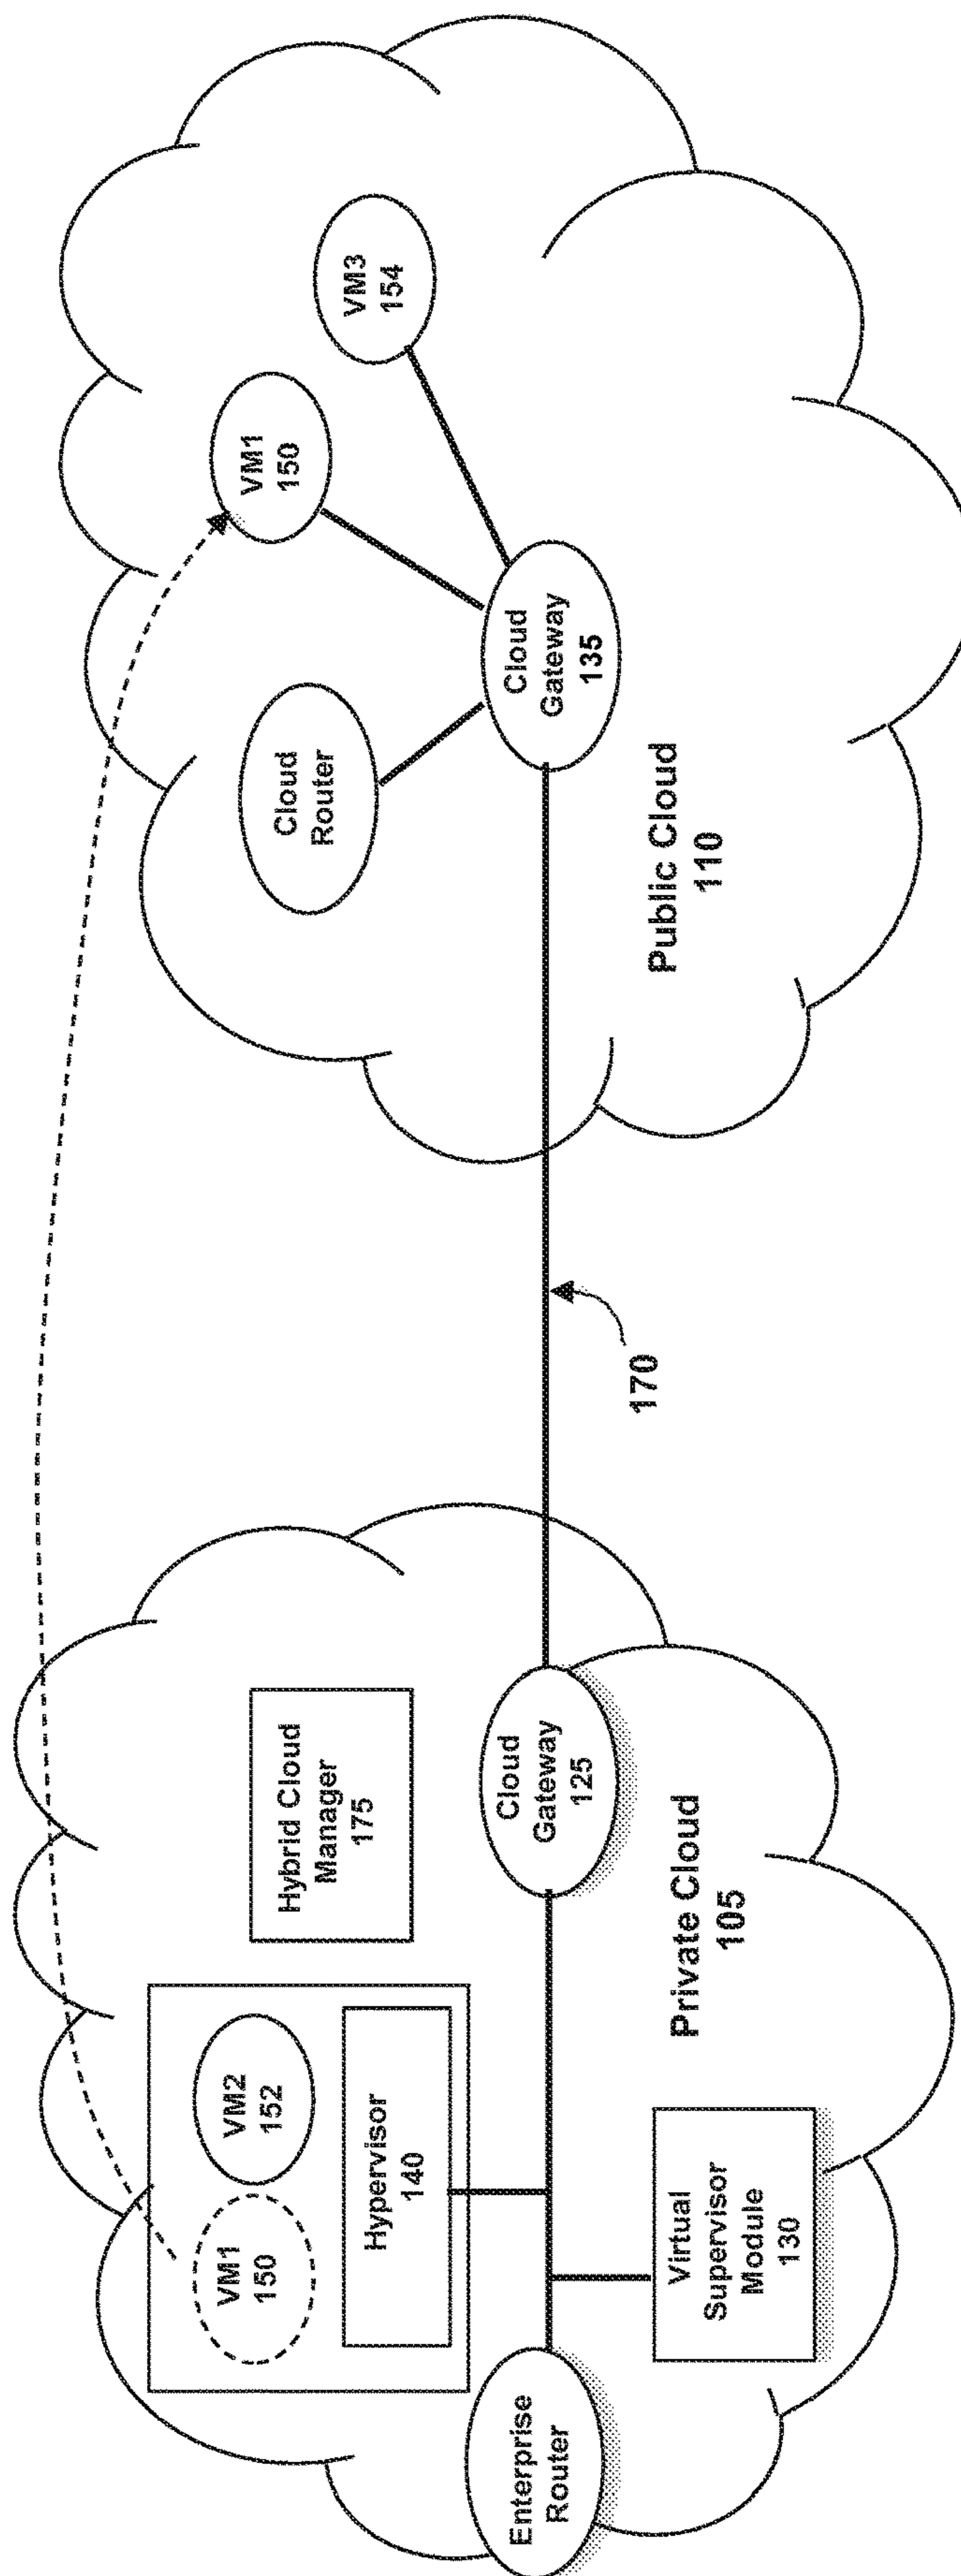 VM1
150
VM2
152
Hypervisor
140
Hybrid Cloud
Manager
175
Enterprise
Router
Cloud
Gateway
125
Virtual
Supervisor
Module
130
Private Cloud
105
170
Cloud
Router
VM1
150
VM3
154
Cloud
Gateway
135
Public Cloud
110